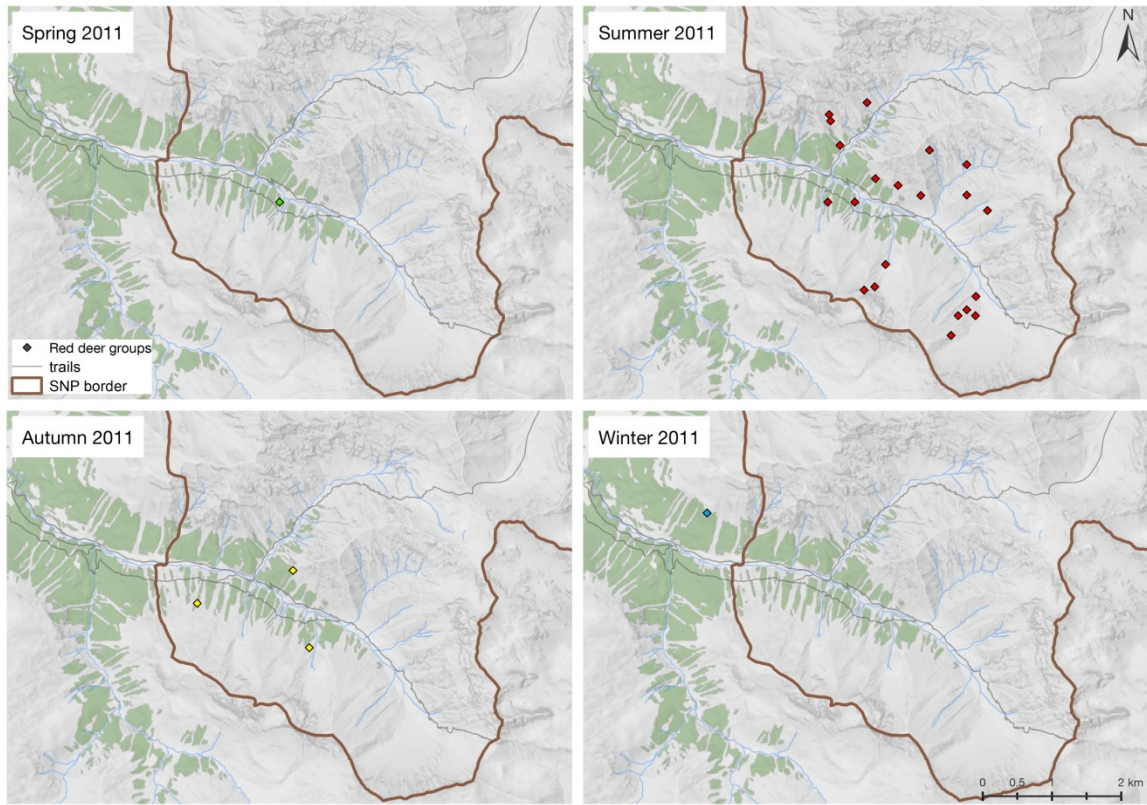 Spring 2011
Summer 2011
N
Red deer groups
trails
SNP border
Autumn 2011
Winter 2011
0 0.5 1 2 km